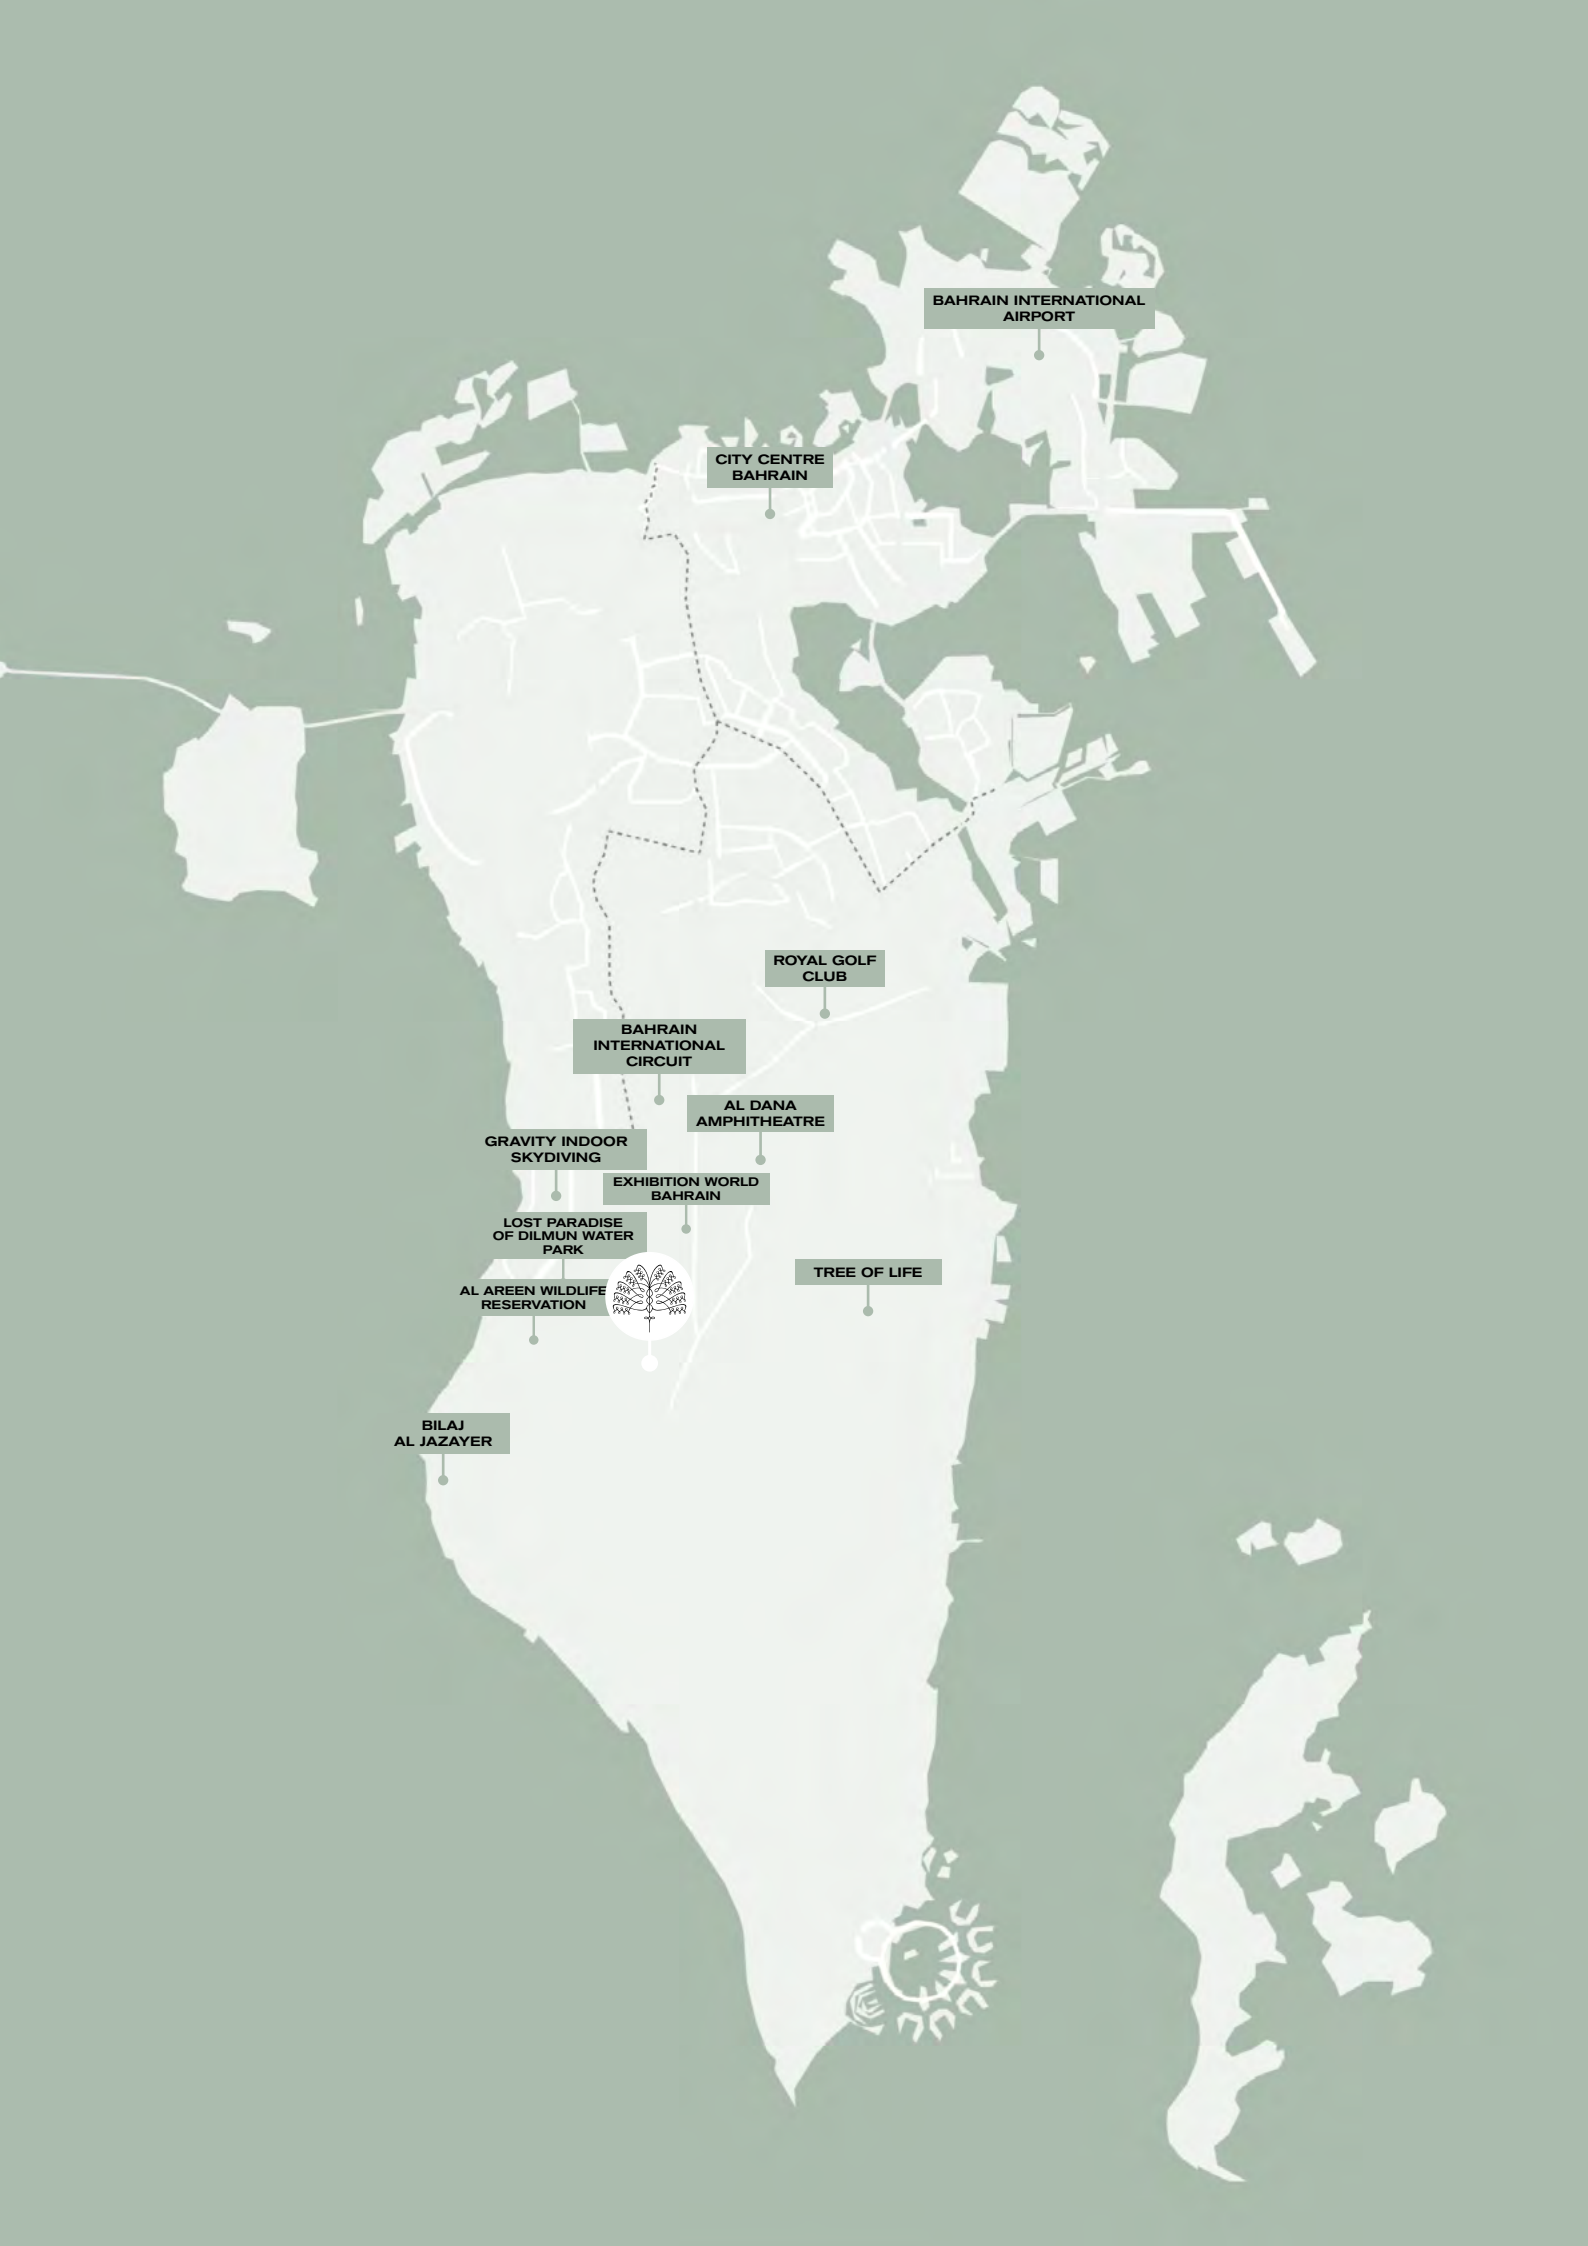 BAHRAIN INTERNATIONAL
AIRPORT
CITY CENTRE
BAHRAIN
ROYAL GOLF
CLUB
BAHRAIN
INTERNATIONAL
CIRCUIT
AL DANA
AMPHITHEATRE
GRAVITY INDOOR
SKYDIVING
EXHIBITION WORLD
BAHRAIN
LOST PARADISE
OF DILMUN WATER
PARK
TREE OF LIFE
AL AREEN WILDLIFE
RESERVATION
BILAJ
AL JAZAYER